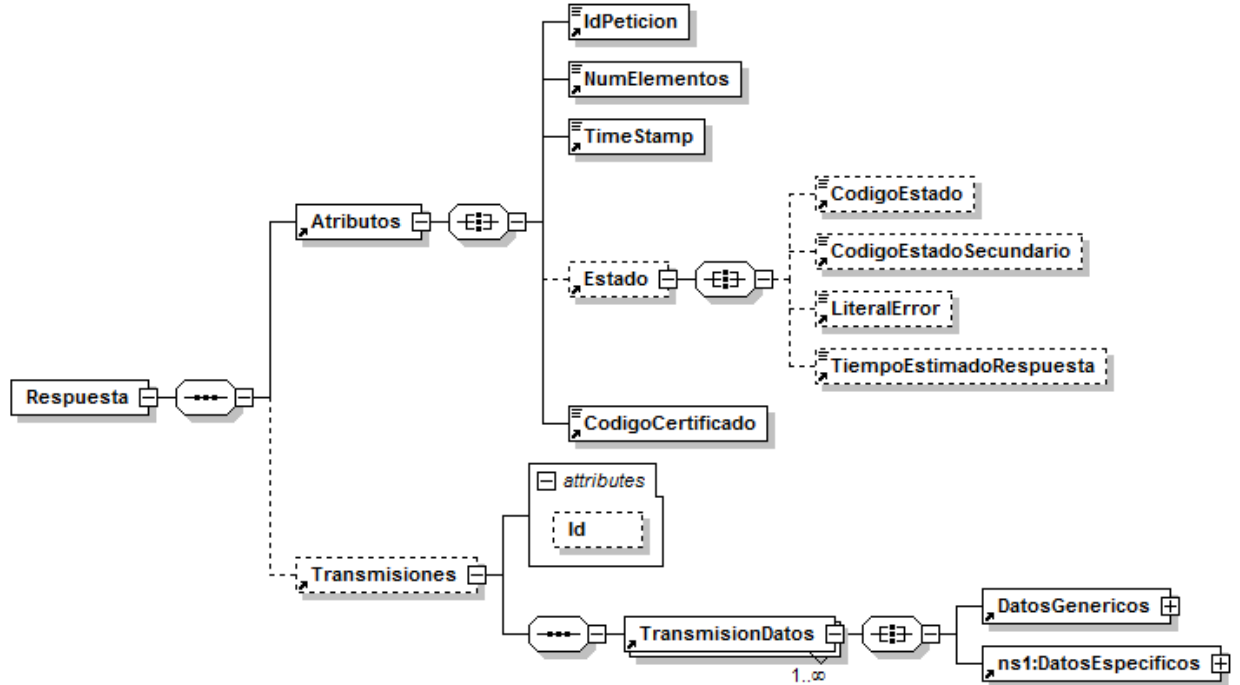 IdPeticion
NumElementos
TimeStamp
CodigoEstado
Atributos
CodigoEstadoSecundario
Estado
LiteralError
TiempoEstimadoRespuesta
Respuesta
CodigoCertificado
attributes
Id
Transmisiones
DatosGenericos
TransmisionDatos
ns1:DatosEspecificos
1..∞